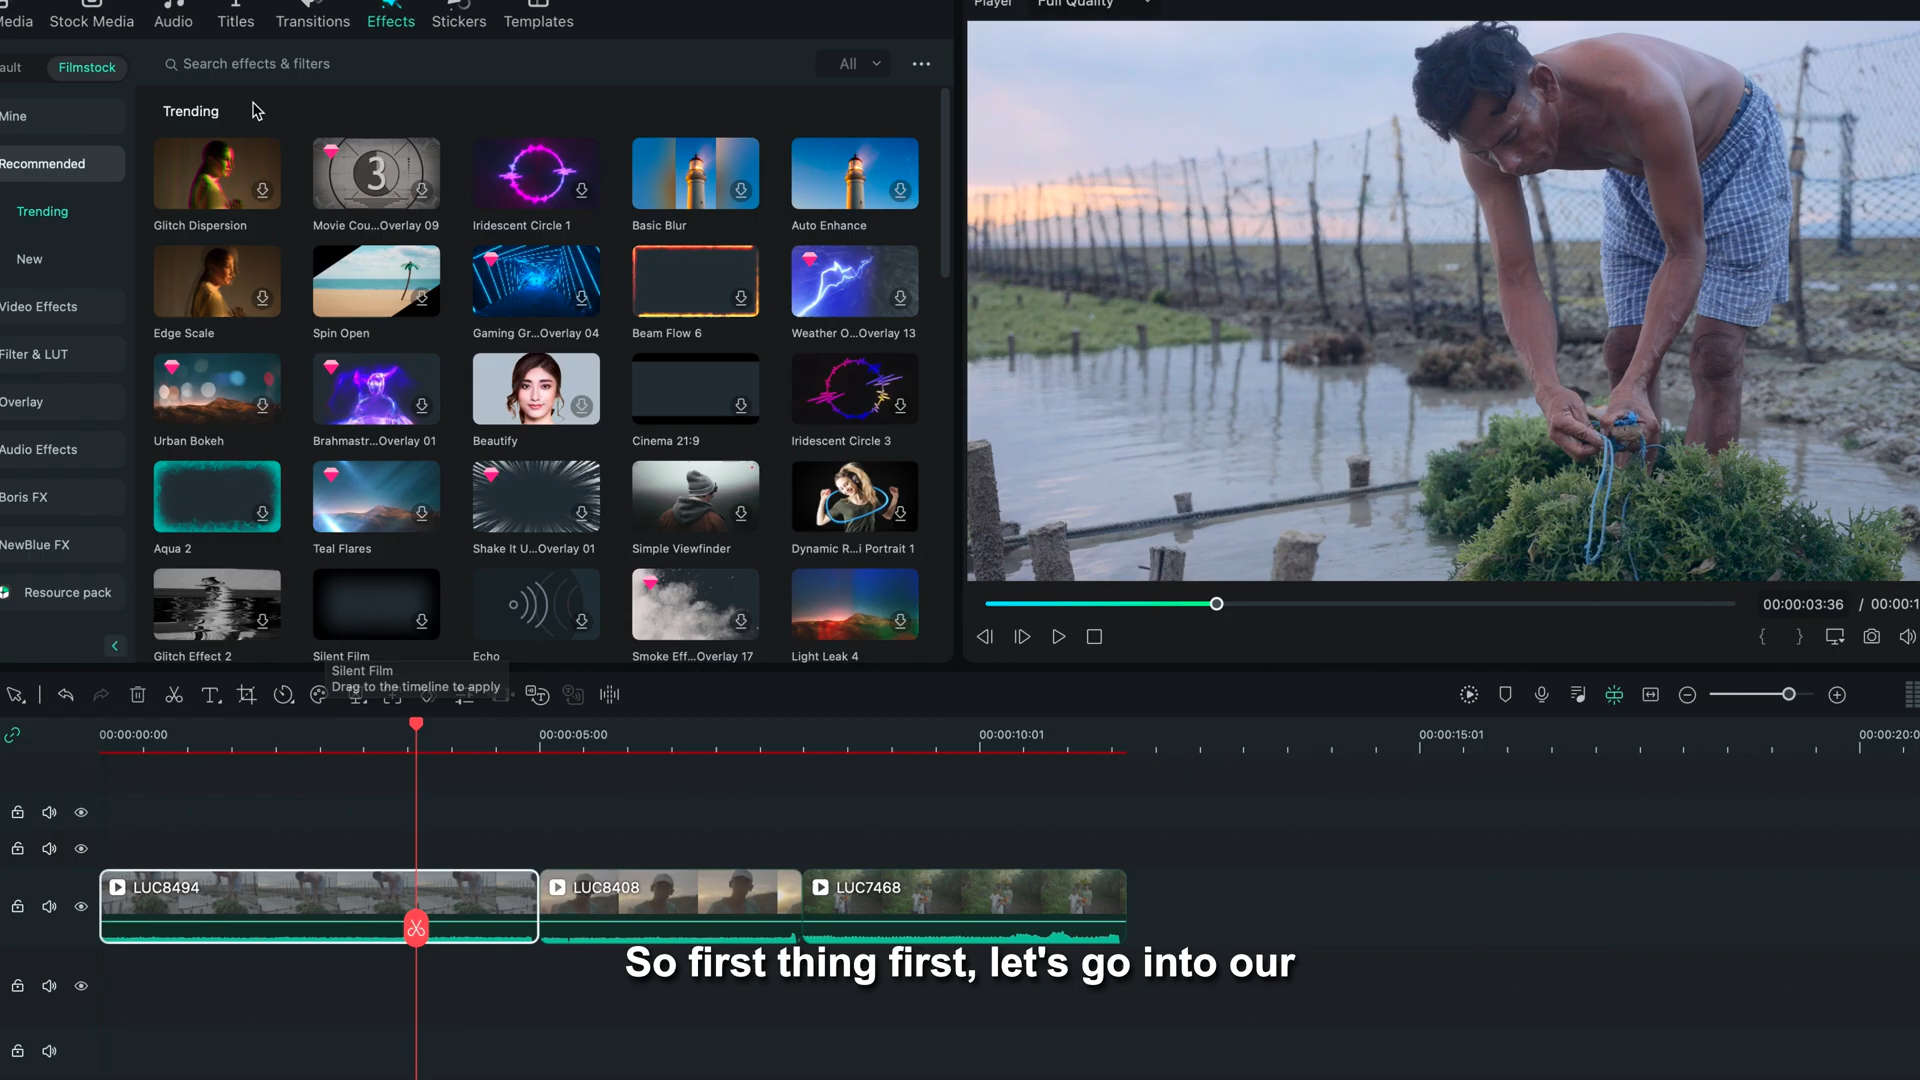 Media Stock Media Audio Titles Transitions Effects Stickers Templates
Player Full Quality
ault Filmstock
Search effects & filters
All
Mine
Recommended
Trending
New
Video Effects
Filter & LUT
Overlay
Audio Effects
Boris FX
NewBlue FX
Resource pack
Trending
3
Glitch Dispersion
Movie Cou...Overlay 09
Iridescent Circle 1
Basic Blur
Auto Enhance
Edge Scale
Spin Open
Gaming Gr...Overlay 04
Beam Flow 6
Weather O...Overlay 13
Urban Bokeh
Brahmastr...Overlay 01
Beautify
Cinema 21:9
Iridescent Circle 3
Aqua 2
Teal Flares
Shake It U...Overlay 01
Simple Viewfinder
Dynamic R...i Portrait 1
Glitch Effect 2
Silent Film
Echo
Smoke Eff...Overlay 17
Light Leak 4
Silent Film
Drag to the timeline to apply
00:00:03:36 / 00:00:1
00:00:00:00
00:00:05:00
00:00:10:01
00:00:15:01
00:00:20:0
LUC8494
LUC8408
LUC7468
So first thing first, let's go into our